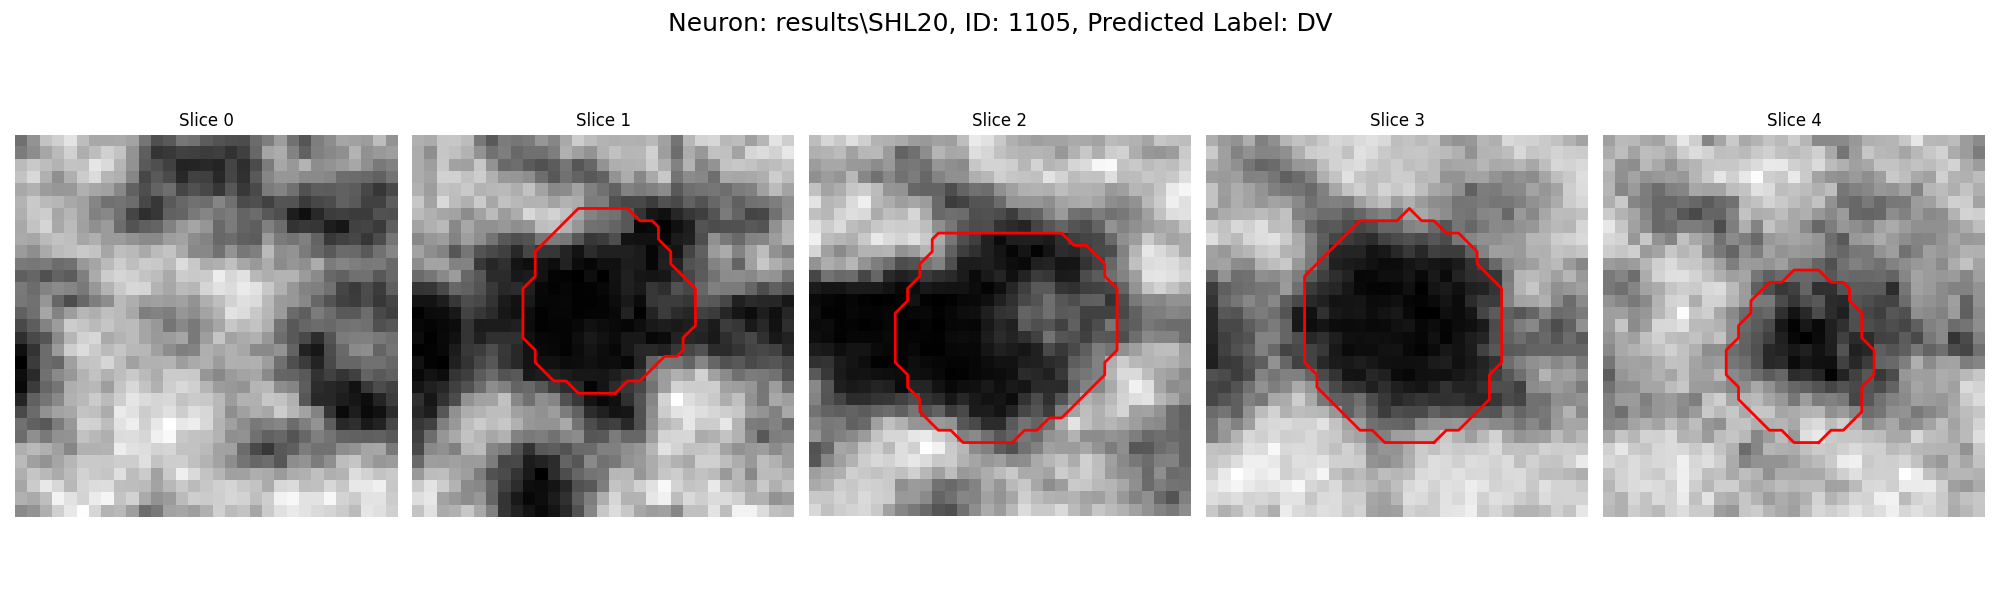 Neuron: results\SHL20, ID: 1105, Predicted Label: DV
Slice 0
Slice 1
Slice 2
Slice 3
Slice 4